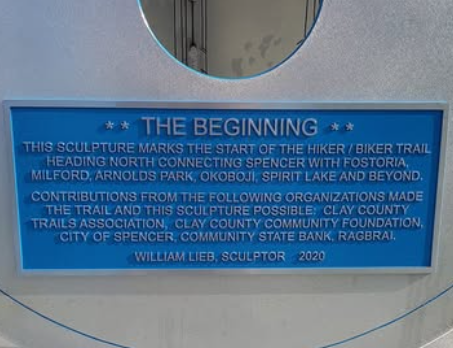 ** THE BEGINNING **
THIS SCULPTURE MARKS THE START OF THE HIKER / BIKER TRAIL
HEADING NORTH CONNECTING SPENCER WITH FOSTORIA,
MILFORD, ARNOLDS PARK, OKOBOJI, SPIRIT LAKE AND BEYOND.
CONTRIBUTIONS FROM THE FOLLOWING ORGANIZATIONS MADE
THE TRAIL AND THIS SCULPTURE POSSIBLE: CLAY COUNTY
TRAILS ASSOCIATION, CLAY COUNTY COMMUNITY FOUNDATION,
CITY OF SPENCER, COMMUNITY STATE BANK, RAGBRAI.
WILLIAM LIEB, SCULPTOR 2020